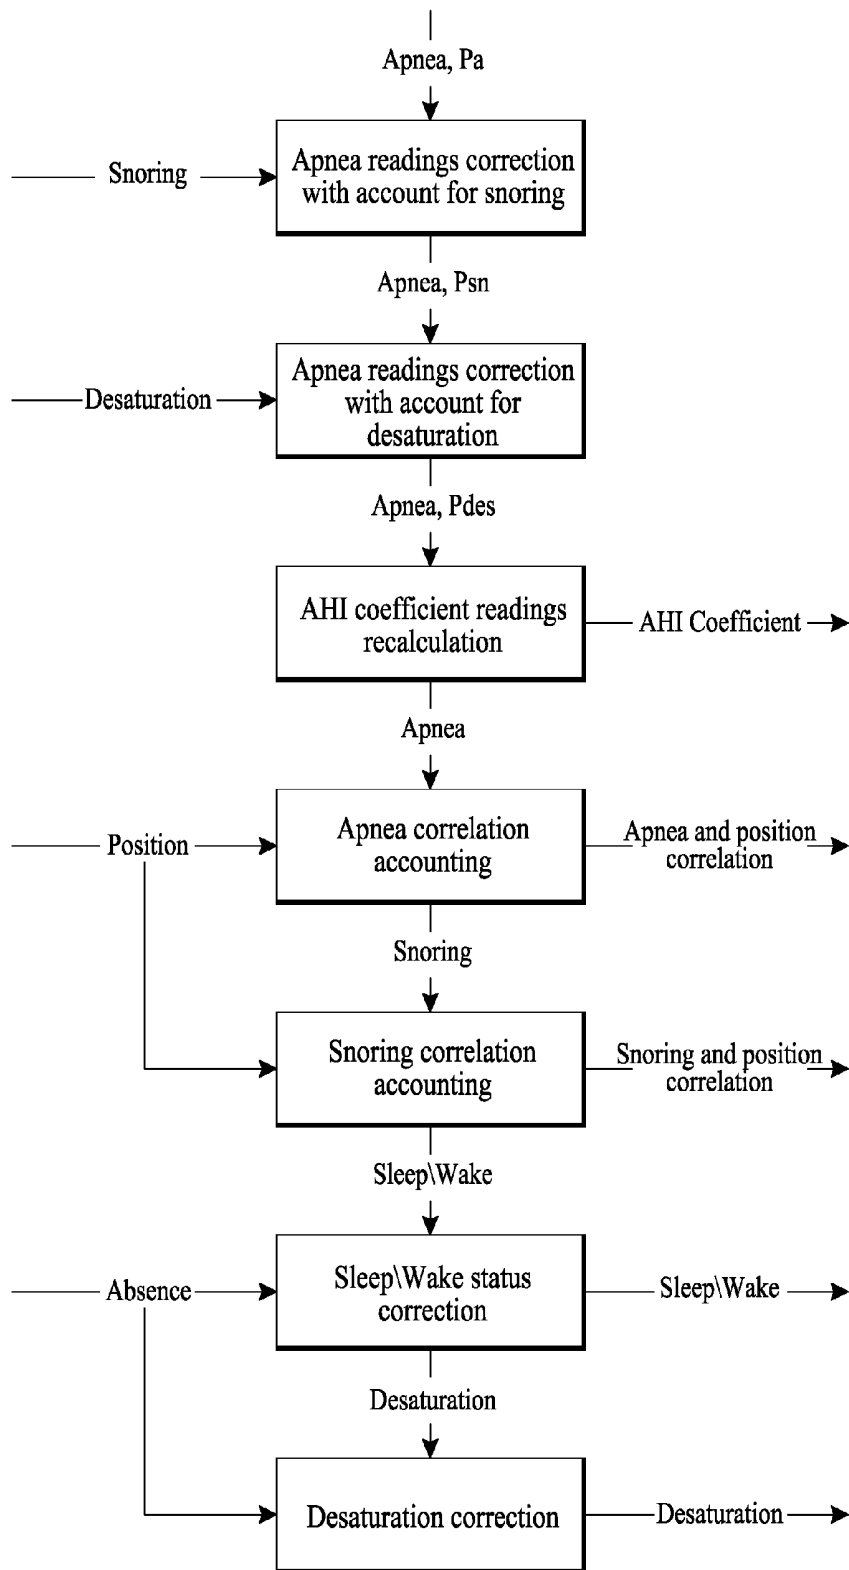 Apnea, Pa
Snoring
Apnea readings correction
with account for snoring
Apnea, Psn
Desaturation
Apnea readings correction
with account for
desaturation
Apnea, Pdes
AHI coefficient readings
recalculation
AHI Coefficient
Apnea
Position
Apnea correlation
accounting
Apnea and position
correlation
Snoring
Snoring correlation
accounting
Snoring and position
correlation
Sleep\Wake
Absence
Sleep\Wake status
correction
Sleep\Wake
Desaturation
Desaturation correction
Desaturation